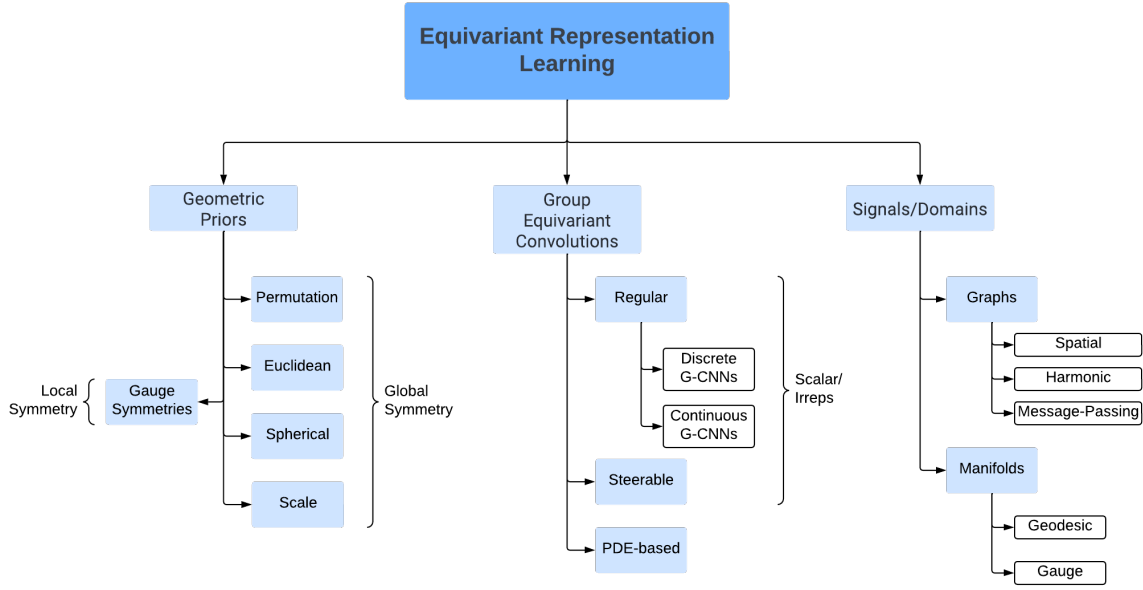 Equivariant Representation
Learning
Geometric
Priors
Permutation
Euclidean
Spherical
Scale
Global
Symmetry
Gauge
Symmetries
Local
Symmetry
Group
Equivariant
Convolutions
Regular
Discrete
G-CNNs
Continuous
G-CNNs
Steerable
PDE-based
Scalar/
Irreps
Signals/Domains
Graphs
Spatial
Harmonic
Message-Passing
Manifolds
Geodesic
Gauge